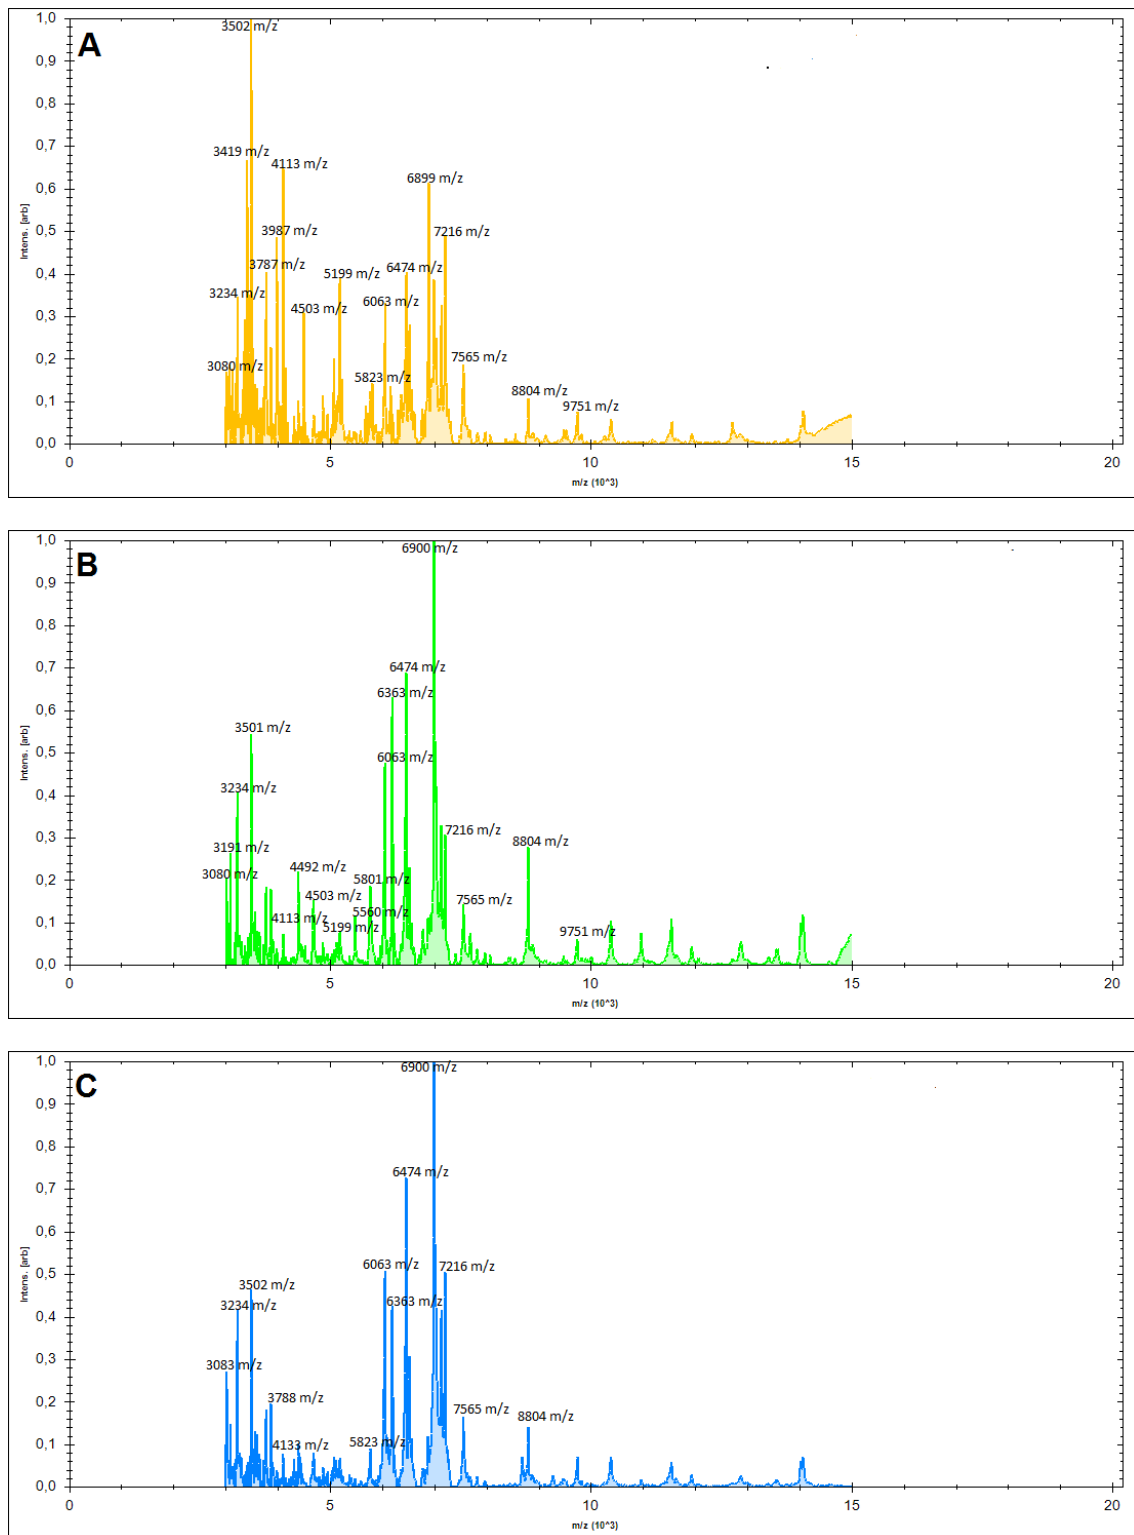 A
1,0
0,9
0,8
0,7
0,6
0,5
0,4
0,3
0,2
0,1
0,0
Intens. [arb]
3502 m/z
3419 m/z
4113 m/z
6899 m/z
3987 m/z
7216 m/z
3787 m/z
5199 m/z
6474 m/z
3234 m/z
4503 m/z
6063 m/z
3080 m/z
5823 m/z
7565 m/z
8804 m/z
9751 m/z
0 5 10 15 20
m/z (10^3)
B
1,0
0,9
0,8
0,7
0,6
0,5
0,4
0,3
0,2
0,1
0,0
Intens. [arb]
6900 m/z
6474 m/z
6363 m/z
3501 m/z
6063 m/z
3234 m/z
3191 m/z
7216 m/z
8804 m/z
3080 m/z
4492 m/z
5801 m/z
4503 m/z
7565 m/z
4113 m/z
5560 m/z
5199 m/z
9751 m/z
0 5 10 15 20
m/z (10^3)
C
1,0
0,9
0,8
0,7
0,6
0,5
0,4
0,3
0,2
0,1
0,0
Intens. [arb]
6900 m/z
6474 m/z
6063 m/z
7216 m/z
3502 m/z
3234 m/z
6363 m/z
3083 m/z
3788 m/z
7565 m/z
8804 m/z
4133 m/z
5823 m/z
0 5 10 15 20
m/z (10^3)